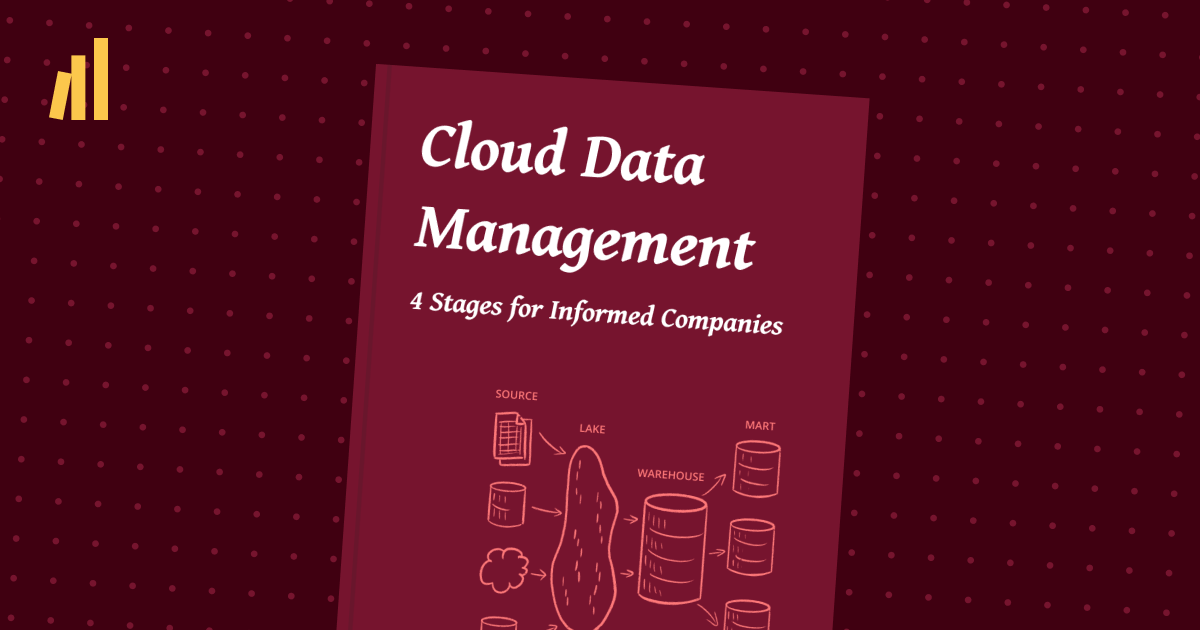 Cloud Data
Management
4 Stages for Informed Companies
SOURCE
LAKE
WAREHOUSE
MART